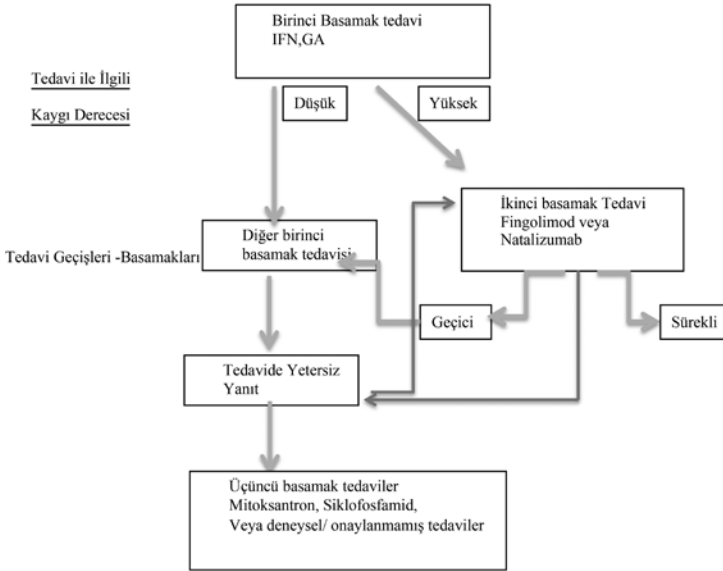 Birinci Basamak tedavi
IFN,GA
Tedavi ile İlgili
Kaygı Derecesi
Düşük
Yüksek
İkinci basamak Tedavi
Fingolimod veya
Natalizumab
Tedavi Geçişleri -Basamakları
Diğer birinci
basamak tedavisi
Geçici
Sürekli
Tedavide Yetersiz
Yanıt
Üçüncü basamak tedaviler
Mitoksantron, Siklofosfamid,
Veya deneysel/ onaylanmamış tedaviler